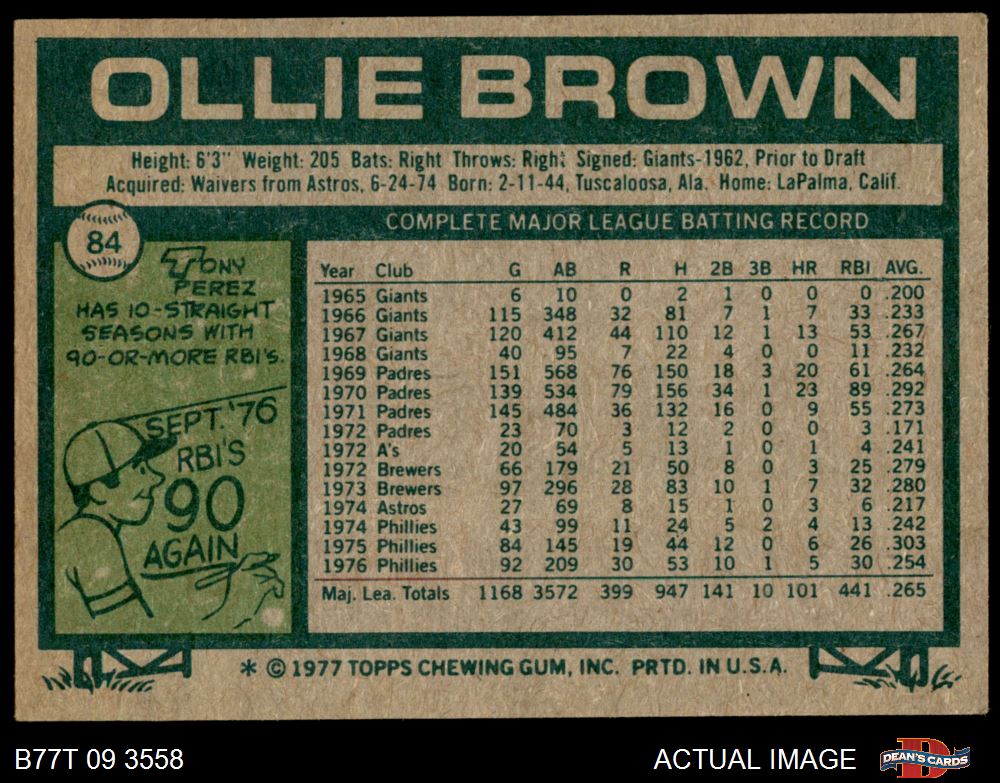 OLLIE BROWN
Height: 6'3" Weight: 205 Bats: Right Throws: Right Signed: Giants-1962, Prior to Draft
Acquired: Waivers from Astros, 6-24-74 Born: 2-11-44, Tuscaloosa, Ala. Home: LaPalma, Calif.
84
TONY
PEREZ
HAS 10-STRAIGHT
SEASONS WITH
90-OR-MORE RBI'S.
SEPT. '76
RBI'S
90
AGAIN
COMPLETE MAJOR LEAGUE BATTING RECORD
Year Club G AB R H 2B 3B HR RBI AVG.
1965 Giants 6 10 0 2 1 0 0 0 .200
1966 Giants 115 348 32 81 7 1 7 33 .233
1967 Giants 120 412 44 110 12 1 13 53 .267
1968 Giants 40 95 7 22 4 0 0 11 .232
1969 Padres 151 568 76 150 18 3 20 61 .264
1970 Padres 139 534 79 156 34 1 23 89 .292
1971 Padres 145 484 36 132 16 0 9 55 .273
1972 Padres 23 70 3 12 2 0 0 3 .171
1972 A's 20 54 5 13 1 0 1 4 .241
1972 Brewers 66 179 21 50 8 0 3 25 .279
1973 Brewers 97 296 28 83 10 1 7 32 .280
1974 Astros 27 69 8 15 1 0 3 6 .217
1974 Phillies 43 99 11 24 5 2 4 13 .242
1975 Phillies 84 145 19 44 12 0 6 26 .303
1976 Phillies 92 209 30 53 10 1 5 30 .254
Maj. Lea. Totals 1168 3572 399 947 141 10 101 441 .265
* © 1977 TOPPS CHEWING GUM, INC. PRTD. IN U.S.A.
B77T 09 3558
ACTUAL IMAGE
DEAN'S CARDS